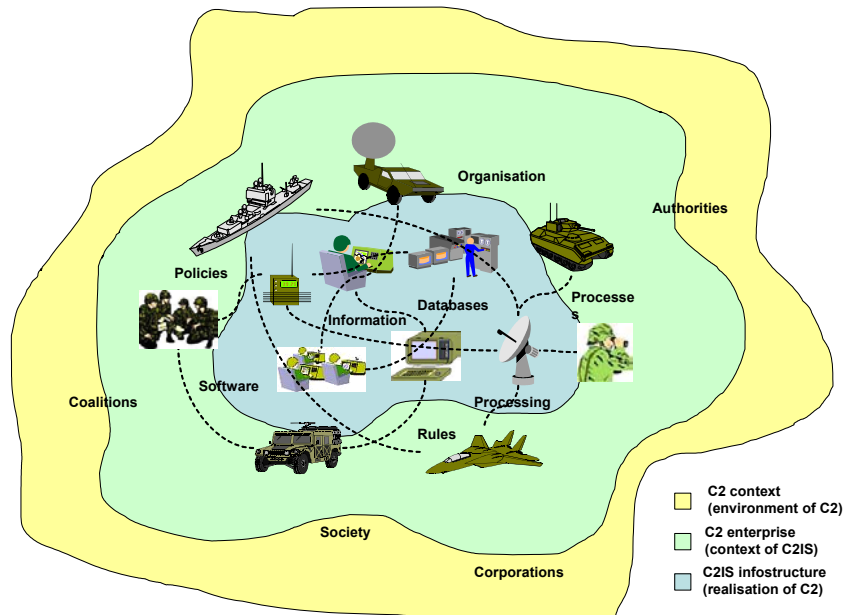 Organisation
Authorities
Policies
Processe
s
Databases
Information
Software
Processing
Coalitions
Rules
Society
Corporations
C2 context
(environment of C2)
C2 enterprise
(context of C2IS)
C2IS infostructure
(realisation of C2)